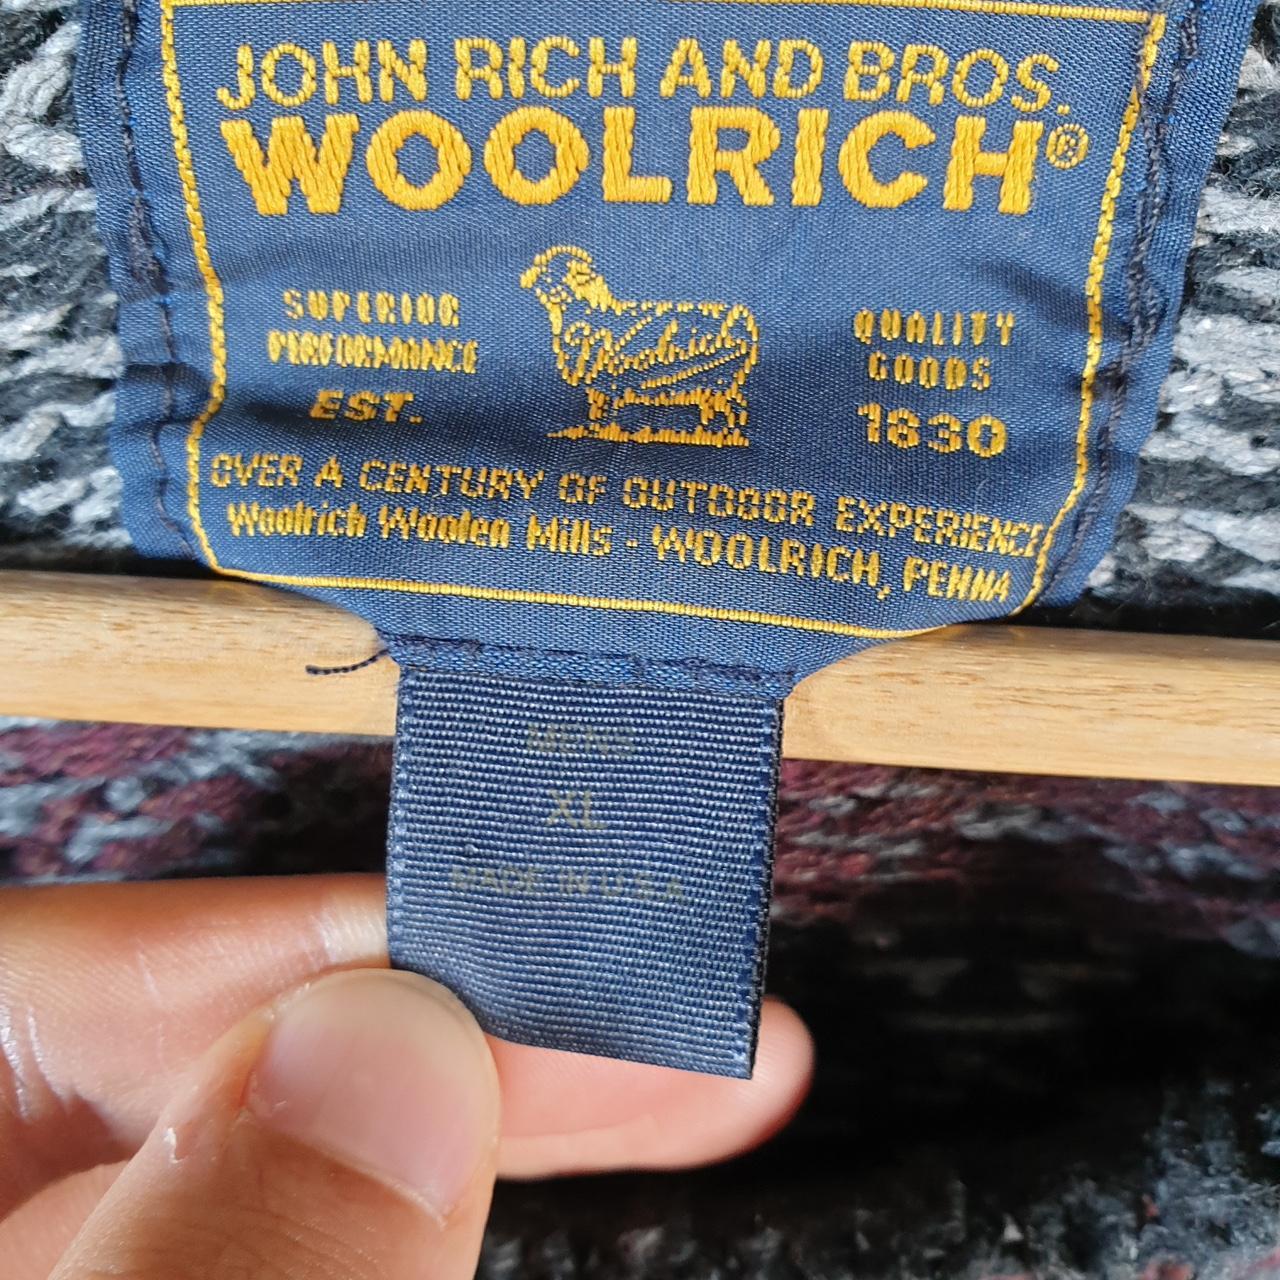 JOHN RICH AND BROS.
WOOLRICH®
SUPERIOR
PERFORMANCE
EST.
Woolrich
QUALITY
GOODS
1830
OVER A CENTURY OF OUTDOOR EXPERIENCE
Woolrich Woolen Mills - WOOLRICH, PENNA
MENS
XL
MADE IN U.S.A.